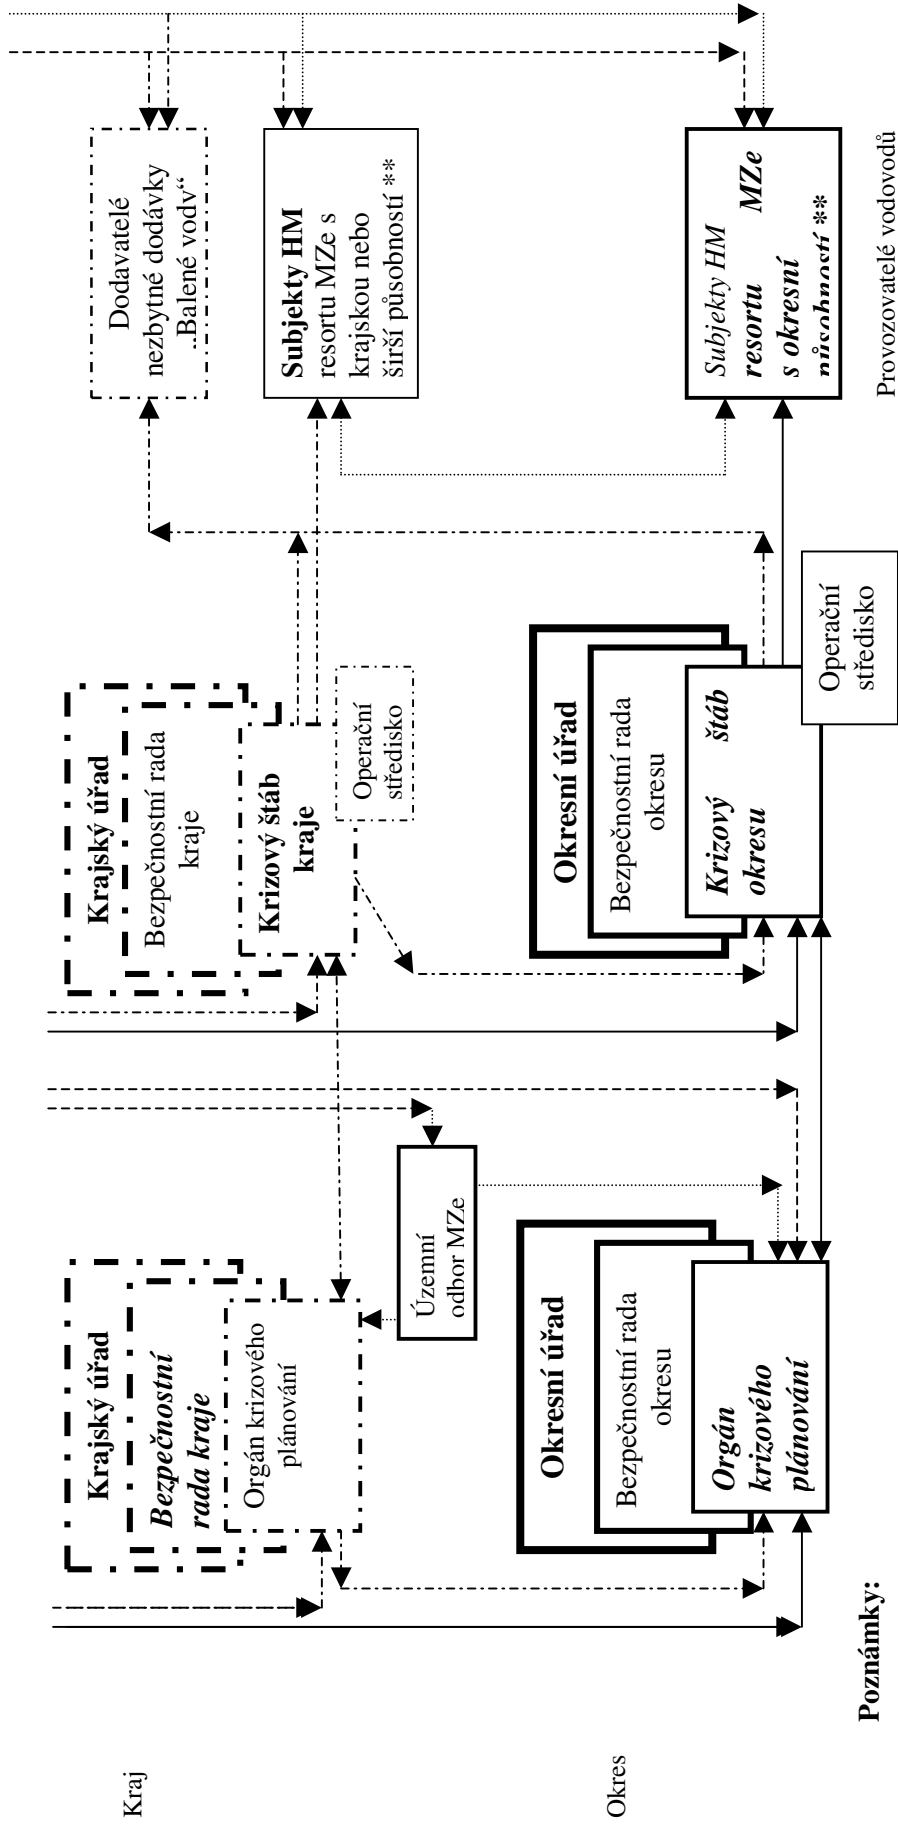 Kraj
Krajský úřad
Bezpečnostní
rada kraje
Orgán krizového
plánování
Krajský úřad
Bezpečnostní rada
kraje
Krizový štáb
kraje
Operační
středisko
Dodavatelé
nezbytné dodávky
„Balené vody“
Subjekty HM
resortu MZe s
krajskou nebo
širší působností **
Územní
odbor MZe
Okres
Okresní úřad
Bezpečnostní rada
okresu
Orgán
krizového
plánování
Okresní úřad
Bezpečnostní rada
okresu
Krizový štáb
okresu
Operační
středisko
Subjekty HM
resortu MZe
s okresní
působností **
Provozovatelé vodovodů
Poznámky: